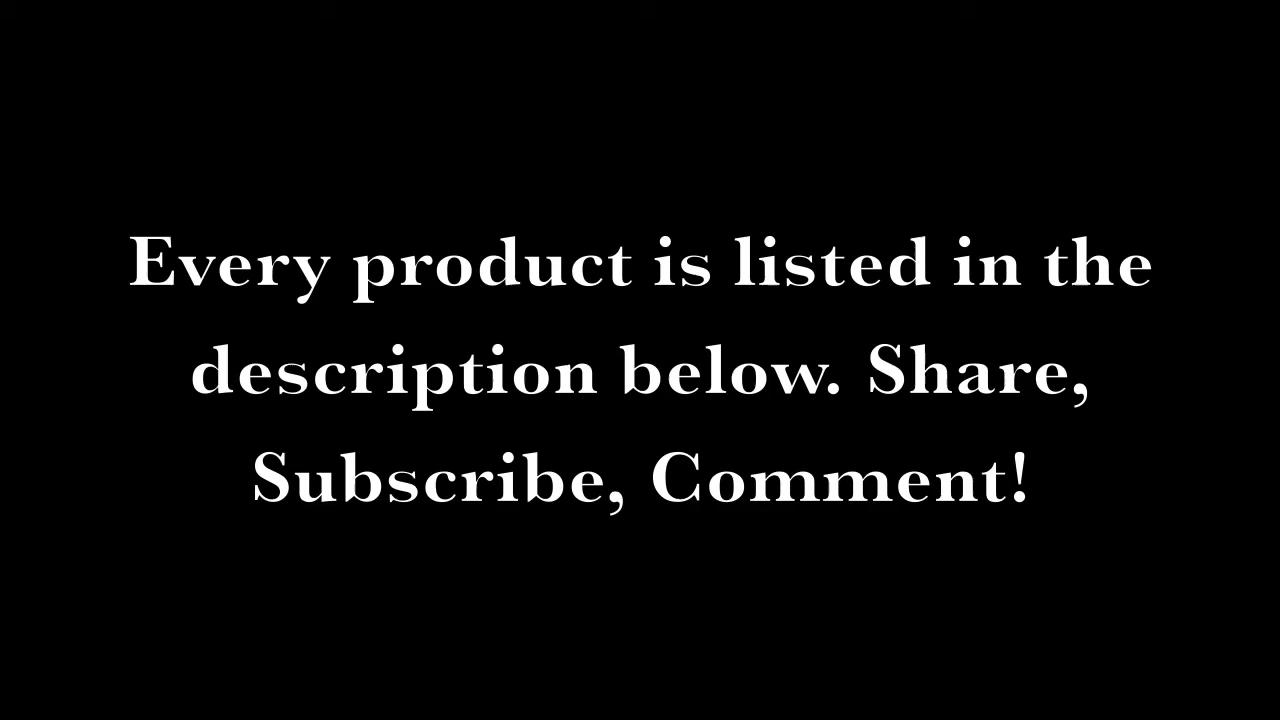 Every product is listed in the
description below. Share,
Subscribe, Comment!